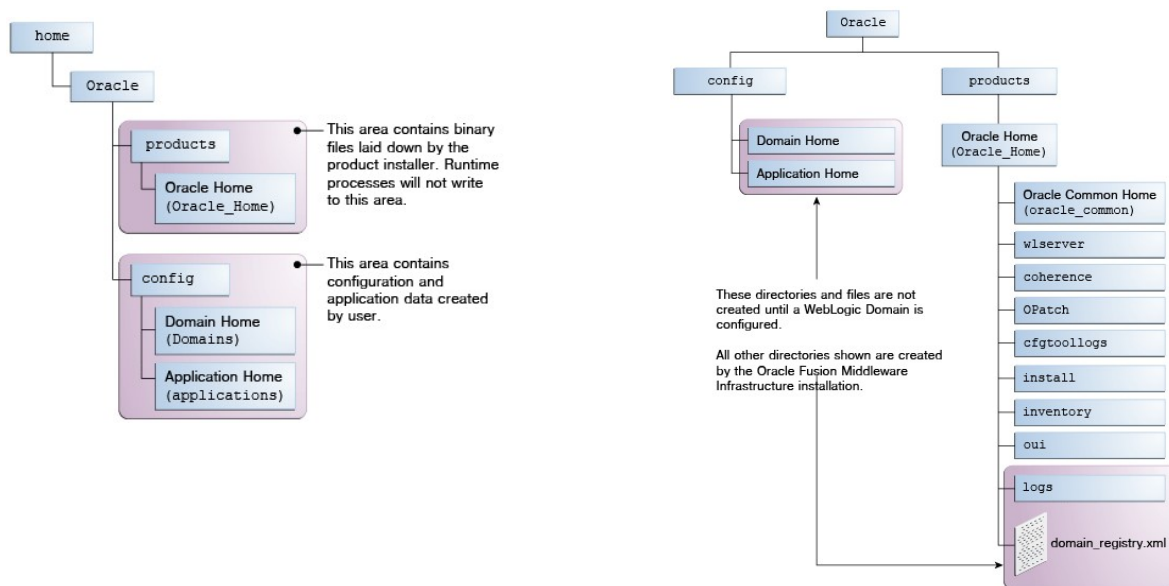 home
Oracle
products
Oracle Home
(Oracle_Home)
This area contains binary
files laid down by the
product installer. Runtime
processes will not write
to this area.
config
Domain Home
(Domains)
Application Home
(applications)
This area contains
configuration and
application data created
by user.
Oracle
config
products
Domain Home
Application Home
Oracle Home
(Oracle_Home)
Oracle Common Home
(oracle_common)
wlserver
coherence
OPatch
cfgtoollogs
install
inventory
oui
logs
domain_registry.xml
These directories and files are not
created until a WebLogic Domain is
configured.
All other directories shown are created
by the Oracle Fusion Middleware
Infrastructure installation.